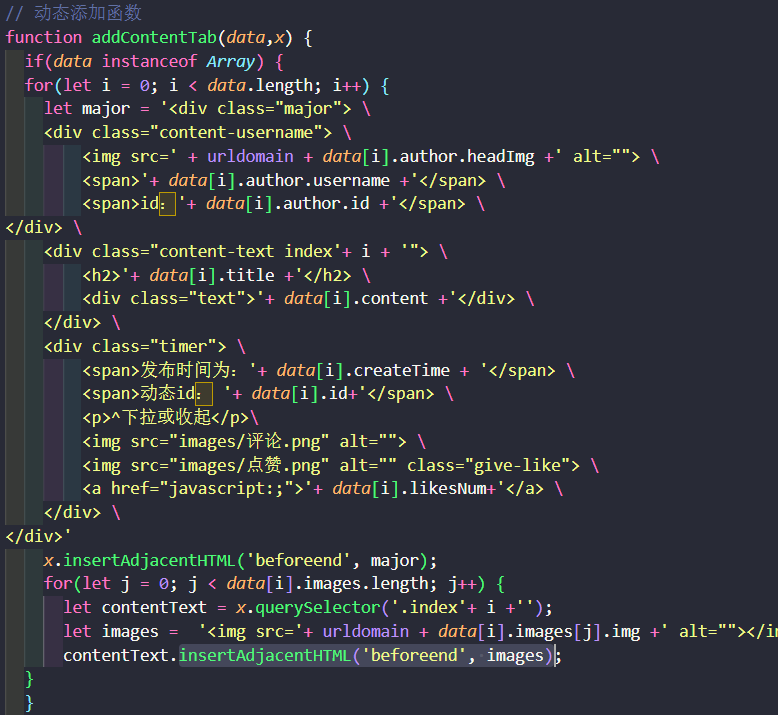 // 动态添加函数
function addContentTab(data,x) {
if(data instanceof Array) {
for(let i = 0; i < data.length; i++) {
let major = '<div class="major"> \
<div class="content-username"> \
<img src=' + urldomain + data[i].author.headImg +' alt=""> \
<span>'+ data[i].author.username +'</span> \
<span>id：'+ data[i].author.id +'</span> \
</div> \
<div class="content-text index'+ i + '"> \
<h2>'+ data[i].title +'</h2> \
<div class="text">'+ data[i].content +'</div> \
</div> \
<div class="timer"> \
<span>发布时间为：'+ data[i].createTime + '</span> \
<span>动态id： '+ data[i].id+'</span> \
<p>^下拉或收起</p>\
<img src="images/评论.png" alt=""> \
<img src="images/点赞.png" alt="" class="give-like"> \
<a href="javascript:;">'+ data[i].likesNum+'</a> \
</div> \
</div>'
x.insertAdjacentHTML('beforeend', major);
for(let j = 0; j < data[i].images.length; j++) {
let contentText = x.querySelector('.index'+ i +'');
let images =  '<img src='+ urldomain + data[i].images[j].img +' alt=""></i
contentText.insertAdjacentHTML('beforeend', images);
}
}